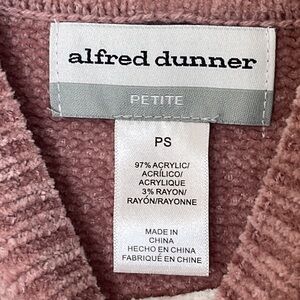 alfred dunner
PETITE
PS
97% ACRYLIC/
ACRÍLICO/
ACRYLIQUE
3% RAYON/
RAYÓN/RAYONNE
MADE IN
CHINA
HECHO EN CHINA
FABRIQUÉ EN CHINE